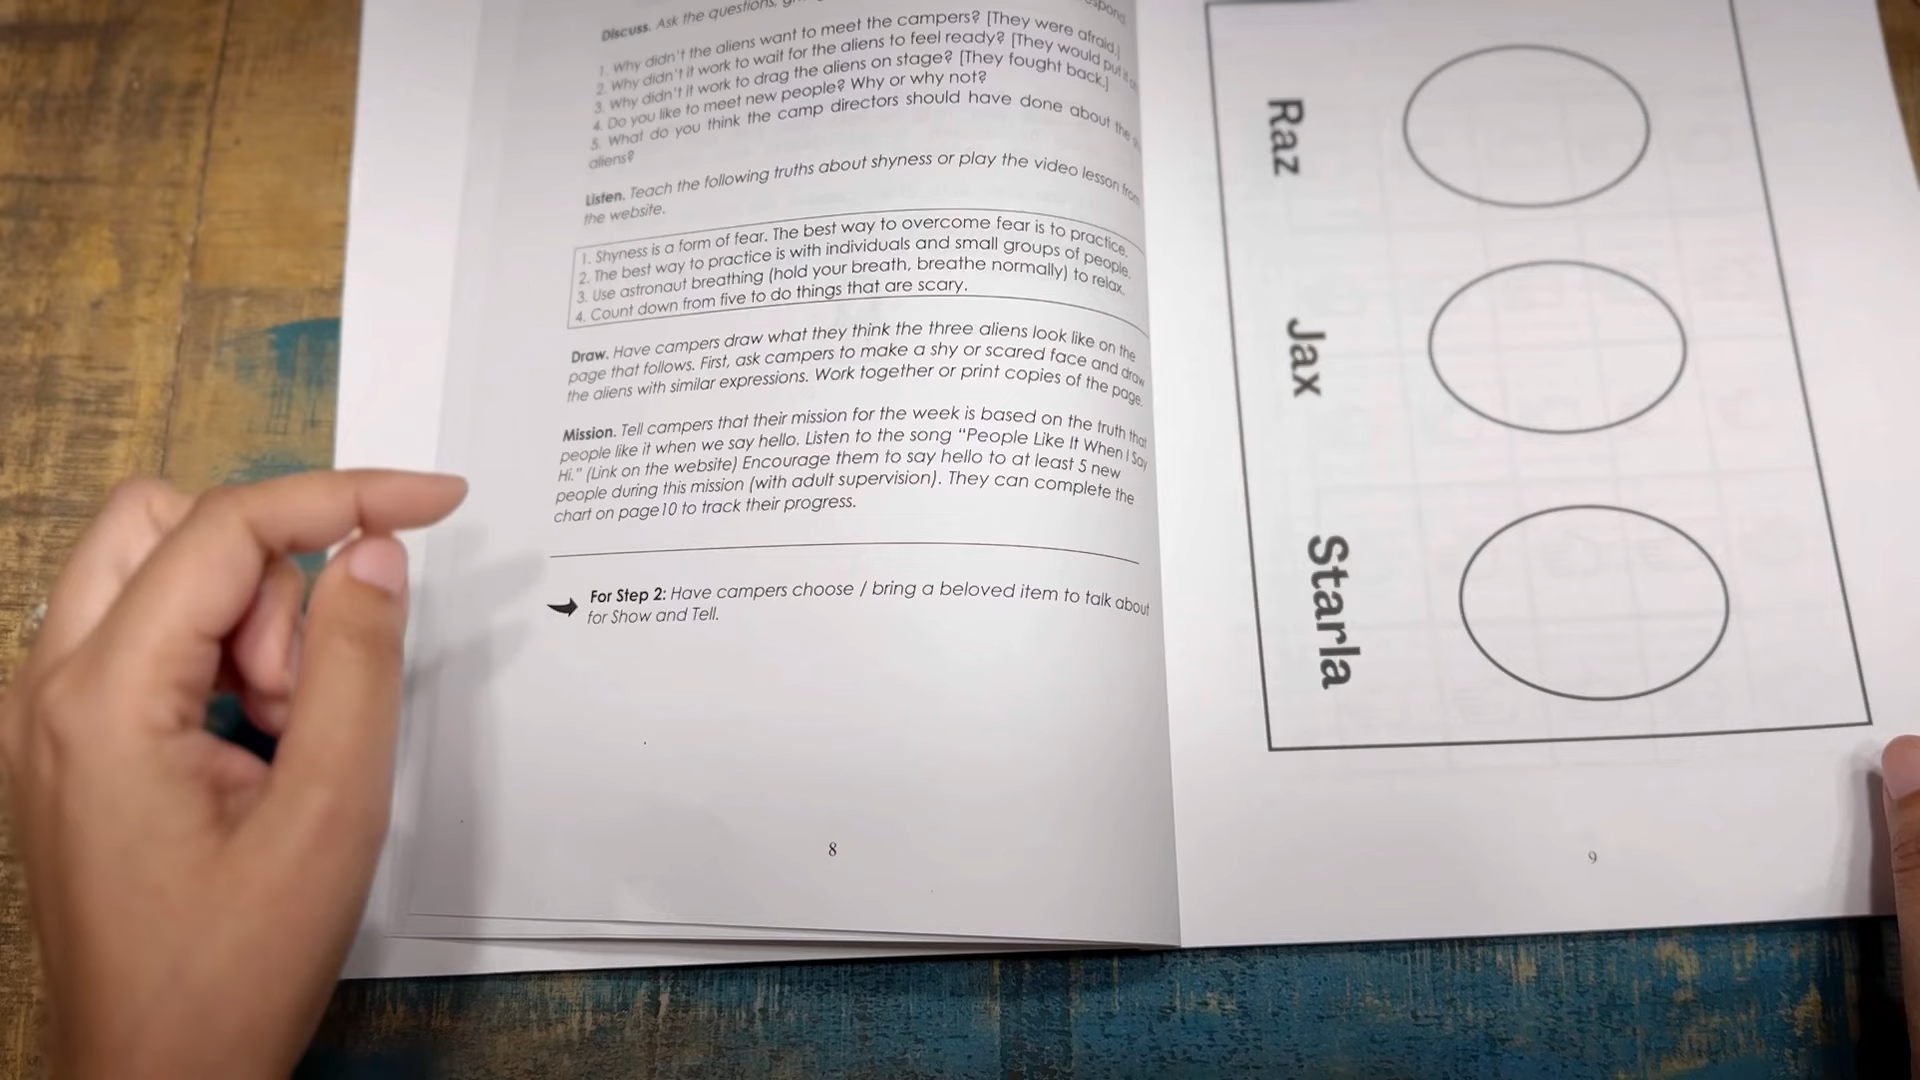 Discuss. Ask the questions,
1. Why didn't the aliens want to meet the campers? [They were afraid.]
2. Why didn't it work to wait for the aliens to feel ready? [They would put it
3. Why didn't it work to drag the aliens on stage? [They fought back.]
4. Do you like to meet new people? Why or why not?
5. What do you think the camp directors should have done about the
aliens?
Listen. Teach the following truths about shyness or play the video lesson from
the website.
1. Shyness is a form of fear. The best way to overcome fear is to practice.
2. The best way to practice is with individuals and small groups of people.
3. Use astronaut breathing (hold your breath, breathe normally) to relax.
4. Count down from five to do things that are scary.
Draw. Have campers draw what they think the three aliens look like on the
page that follows. First, ask campers to make a shy or scared face and draw
the aliens with similar expressions. Work together or print copies of the page.
Mission. Tell campers that their mission for the week is based on the truth that
people like it when we say hello. Listen to the song "People Like It When I Say
Hi." (Link on the website) Encourage them to say hello to at least 5 new
people during this mission (with adult supervision). They can complete the
chart on page10 to track their progress.
For Step 2: Have campers choose / bring a beloved item to talk about
for Show and Tell.
8
Raz
Jax
Starla
9